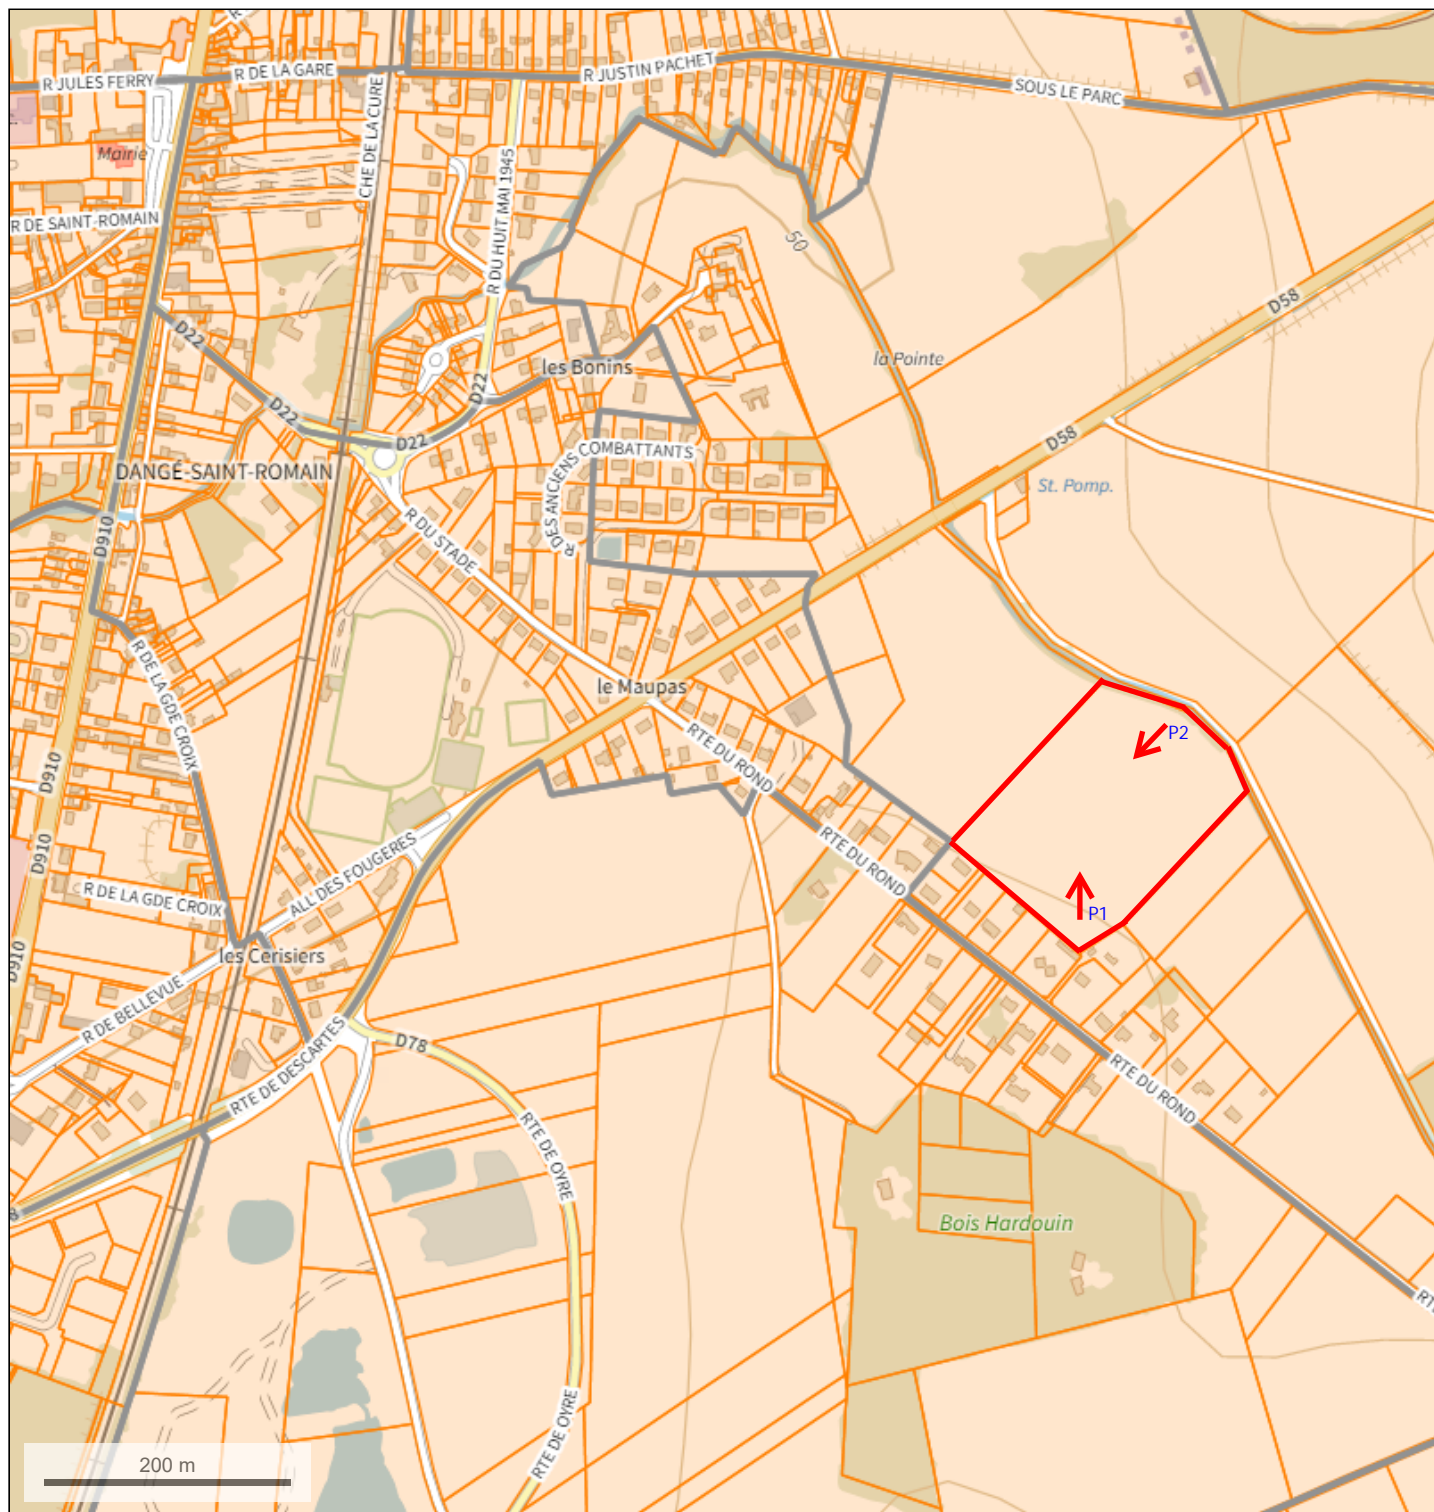 R JULES FERRY
R DE LA GARE
R JUSTIN PACHET
SOUS LE PARC
Mairie
CHE DE LA CURE
R DU HUIT MAI 1945
R DE SAINT-ROMAIN
50
D58
D22
la Pointe
les Bonins
D22
D22
D22
D58
COMBATTANTS
R DES ANCIENS
DANGÉ-SAINT-ROMAIN
St. Pomp.
D910
R DU STADE
R DE LA GDE CROIX
le Maupas
RTE DU ROND
P2
D910
D910
RTE DU ROND
ALL DES FOUGERES
R DE LA GDE CROIX
P1
D910
les Cerisiers
R DE BELLEVUE
D78
RTE DE DESCARTES
RTE DU ROND
RTE DE OYRE
Bois Hardouin
RTE DE OYRE
200 m